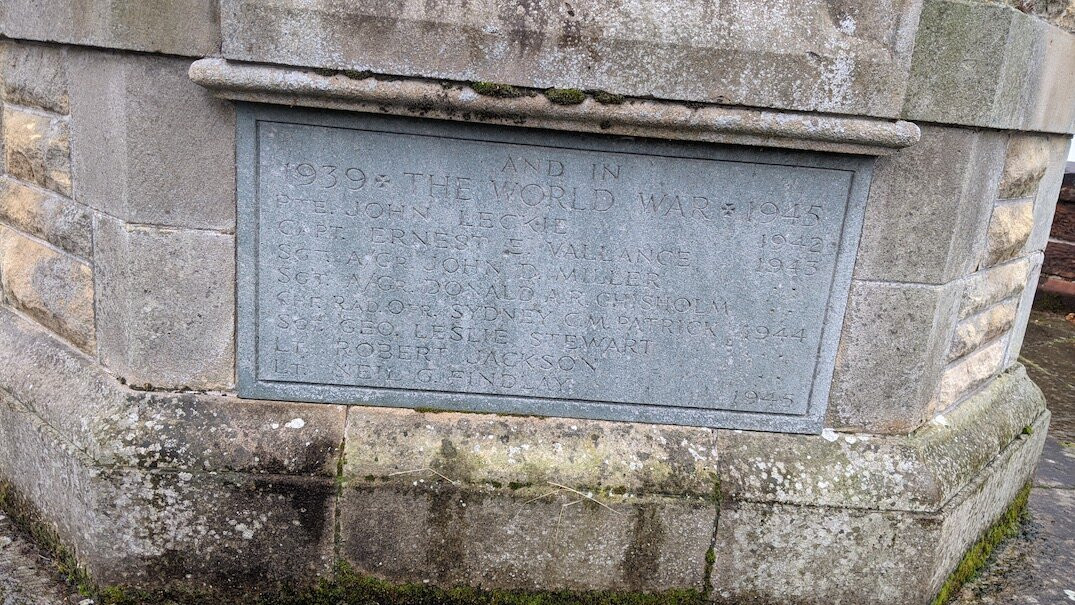 AND IN
1939 ✠ THE WORLD WAR ✠ 1945
PTE. JOHN LECKIE 1942
CAPT. ERNEST E. VALLANCE 1943
SGT. A.G. JOHN D. MILLER ..
SGT. A.G. DONALD A.R. CHISHOLM ..
SYDNEY C.M. PATRICK 1944
SGT. GEO. LESLIE STEWART ..
LT. ROBERT JACKSON ..
LT. NEIL G. FINDLAY 1945